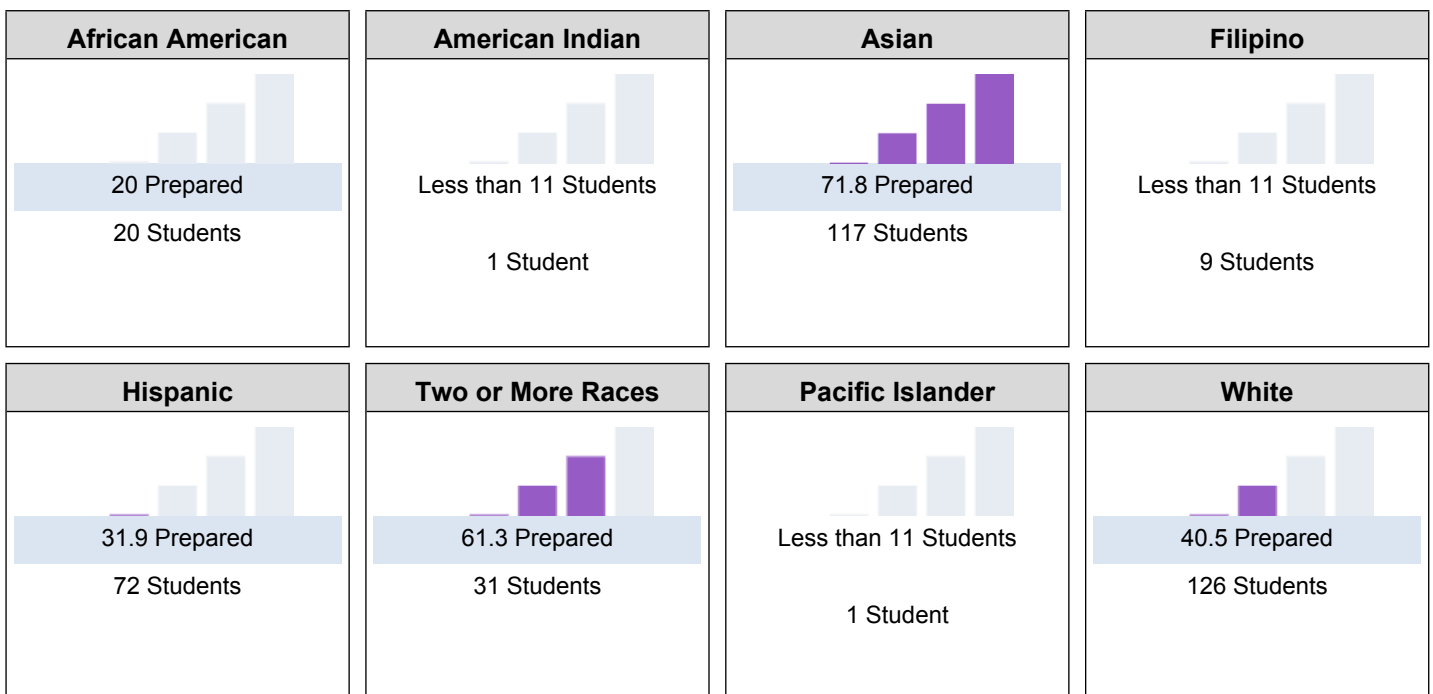 African American
20 Prepared
20 Students
American Indian
Less than 11 Students
1 Student
Asian
71.8 Prepared
117 Students
Filipino
Less than 11 Students
9 Students
Hispanic
31.9 Prepared
72 Students
Two or More Races
61.3 Prepared
31 Students
Pacific Islander
Less than 11 Students
1 Student
White
40.5 Prepared
126 Students